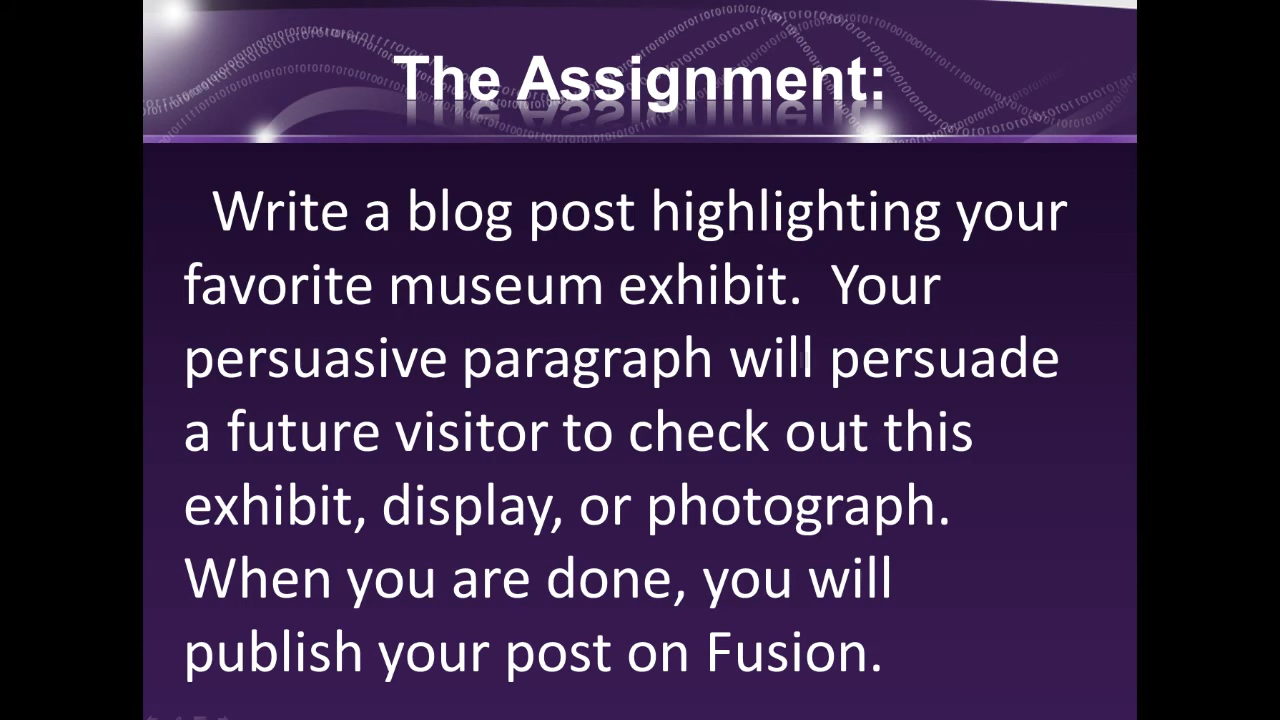 The Assignment:
Write a blog post highlighting your
favorite museum exhibit.  Your
persuasive paragraph will persuade
a future visitor to check out this
exhibit, display, or photograph.
When you are done, you will
publish your post on Fusion.